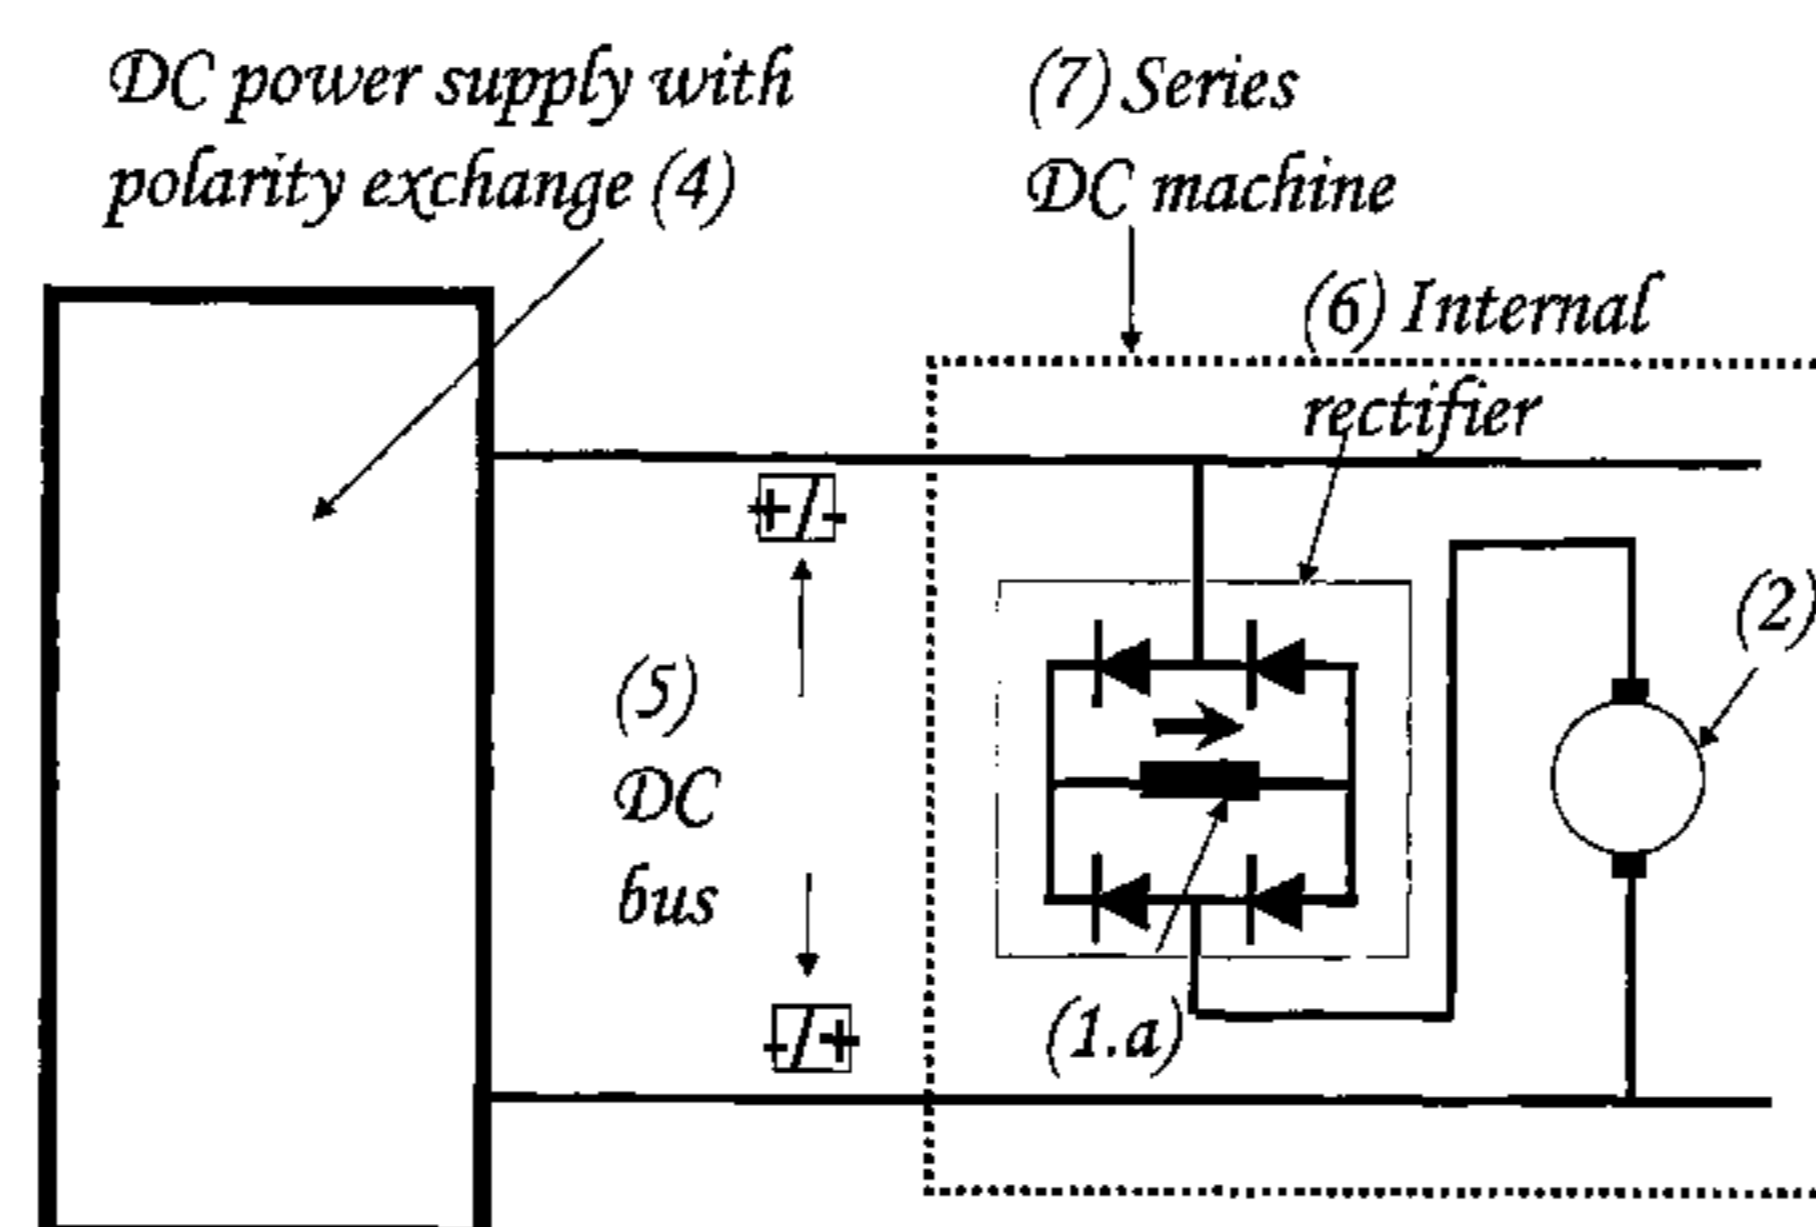 DC power supply with
polarity exchange (4)
(7) Series
DC machine
(6) Internal
rectifier
+/-
(2)
(5)
DC
bus
(1.a)
-/+